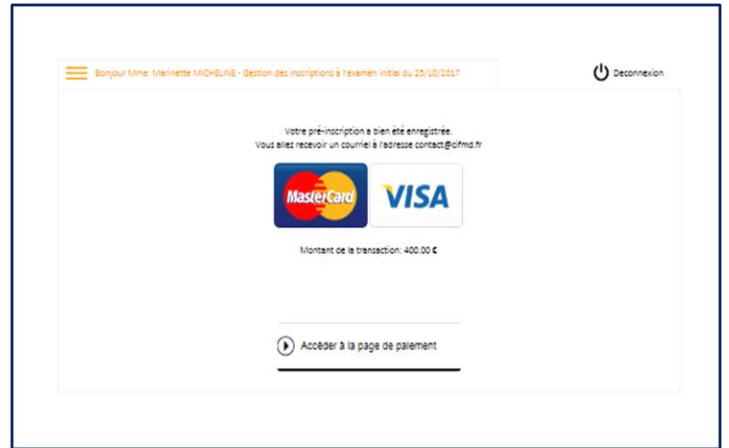 Bonjour Mme. Marinette MICHELINE - Gestion des inscriptions à l'examen initial du 25/10/2017
Deconnexion
Votre pré-inscription a bien été enregistrée.
Vous allez recevoir un courriel à l'adresse contact@cifmd.fr
MasterCard
VISA
Montant de la transaction: 400.00 €
Accéder à la page de paiement